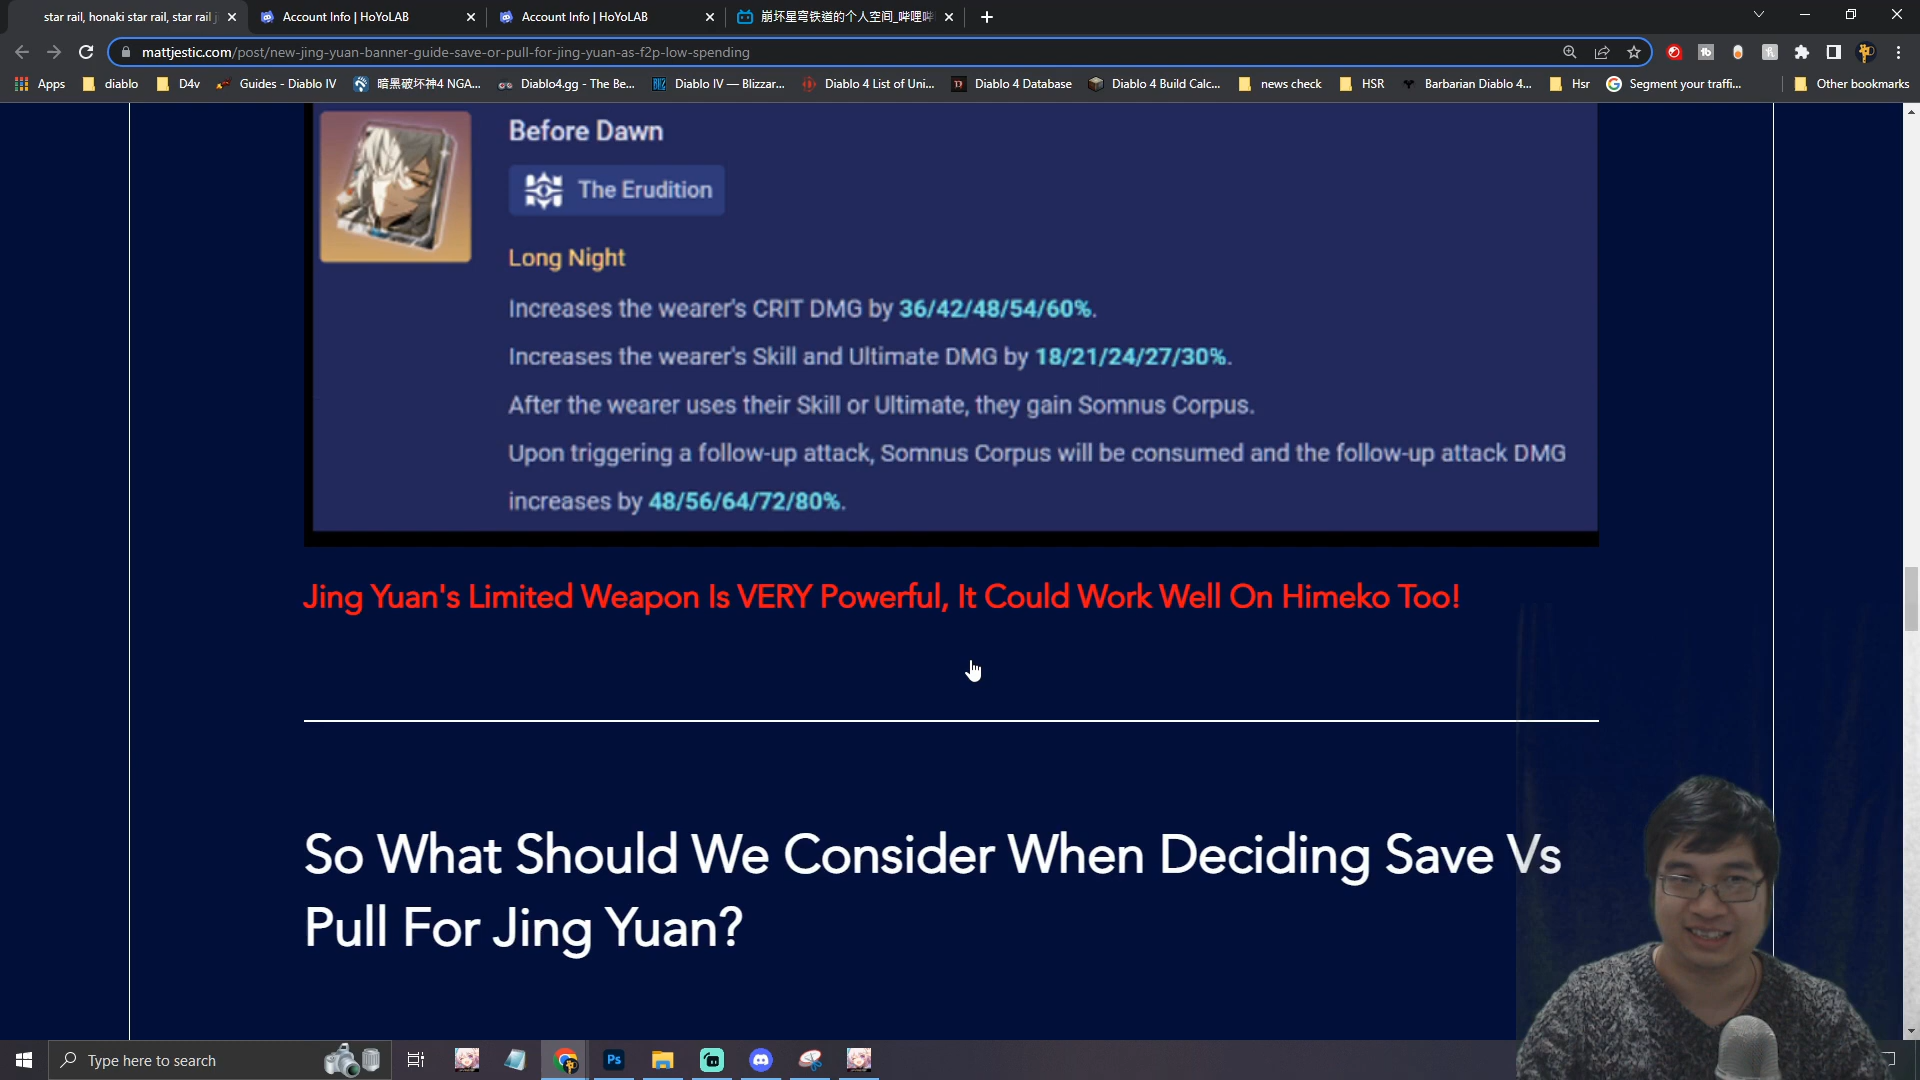 star rail, honaki star rail, star rail j
Account Info | HoYoLAB
Account Info | HoYoLAB
崩坏星穹铁道的个人空间_哔哩哔
mattjestic.com/post/new-jing-yuan-banner-guide-save-or-pull-for-jing-yuan-as-f2p-low-spending
Apps
diablo
D4v
Guides - Diablo IV
暗黑破坏神4 NGA...
Diablo4.gg - The Be...
Diablo IV — Blizzar...
Diablo 4 List of Uni...
Diablo 4 Database
Diablo 4 Build Calc...
news check
HSR
Barbarian Diablo 4...
Hsr
Segment your traffi...
Other bookmarks
Before Dawn
The Erudition
Long Night
Increases the wearer's CRIT DMG by 36/42/48/54/60%.
Increases the wearer's Skill and Ultimate DMG by 18/21/24/27/30%.
After the wearer uses their Skill or Ultimate, they gain Somnus Corpus.
Upon triggering a follow-up attack, Somnus Corpus will be consumed and the follow-up attack DMG
increases by 48/56/64/72/80%.
Jing Yuan's Limited Weapon Is VERY Powerful, It Could Work Well On Himeko Too!
So What Should We Consider When Deciding Save Vs
Pull For Jing Yuan?
Type here to search
Ps